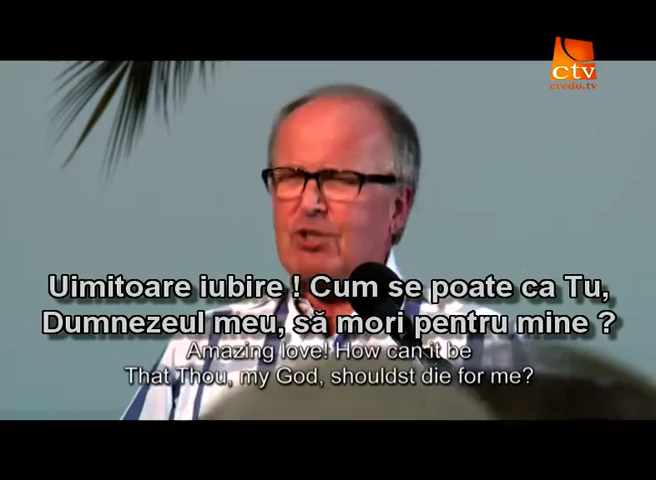 ctv
credo.tv
Uimitoare iubire ! Cum se poate ca Tu,
Dumnezeul meu, să mori pentru mine ?
Amazing love! How can it be
That Thou, my God, shouldst die for me?